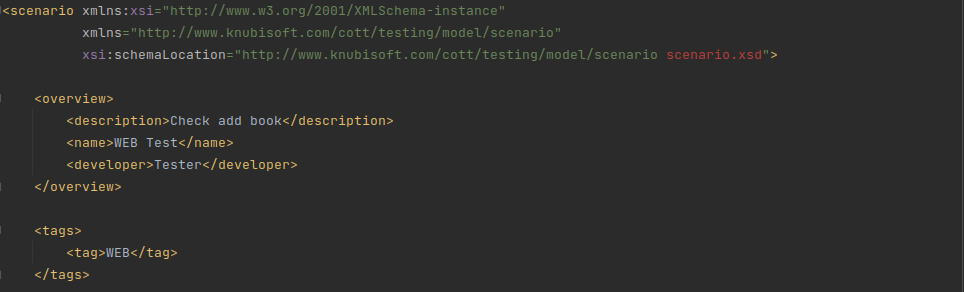 <scenario xmlns:xsi="http://www.w3.org/2001/XMLSchema-instance"
xmlns="http://www.knubisoft.com/cott/testing/model/scenario"
xsi:schemaLocation="http://www.knubisoft.com/cott/testing/model/scenario scenario.xsd">
<overview>
<description>Check add book</description>
<name>WEB Test</name>
<developer>Tester</developer>
</overview>
<tags>
<tag>WEB</tag>
</tags>